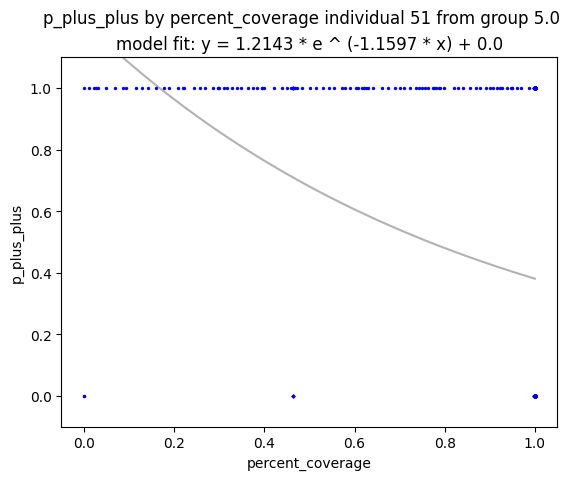 p_plus_plus by percent_coverage individual 51 from group 5.0
model fit: y = 1.2143 * e ^ (-1.1597 * x) + 0.0
1.0
0.8
0.6
0.4
0.2
0.0
p_plus_plus
0.0 0.2 0.4 0.6 0.8 1.0
percent_coverage